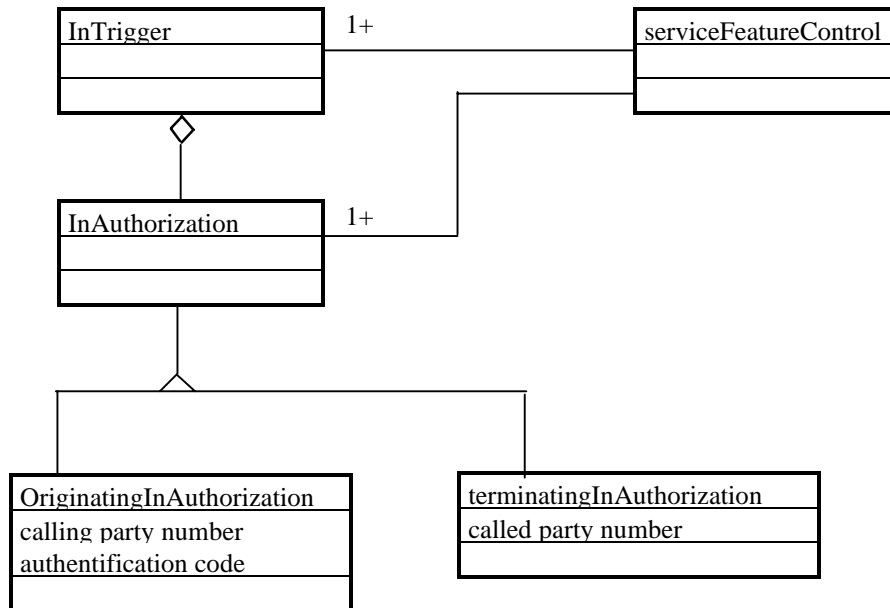 InTrigger
1+
serviceFeatureControl
InAuthorization
1+
OriginatingInAuthorization
calling party number
authentification code
terminatingInAuthorization
called party number